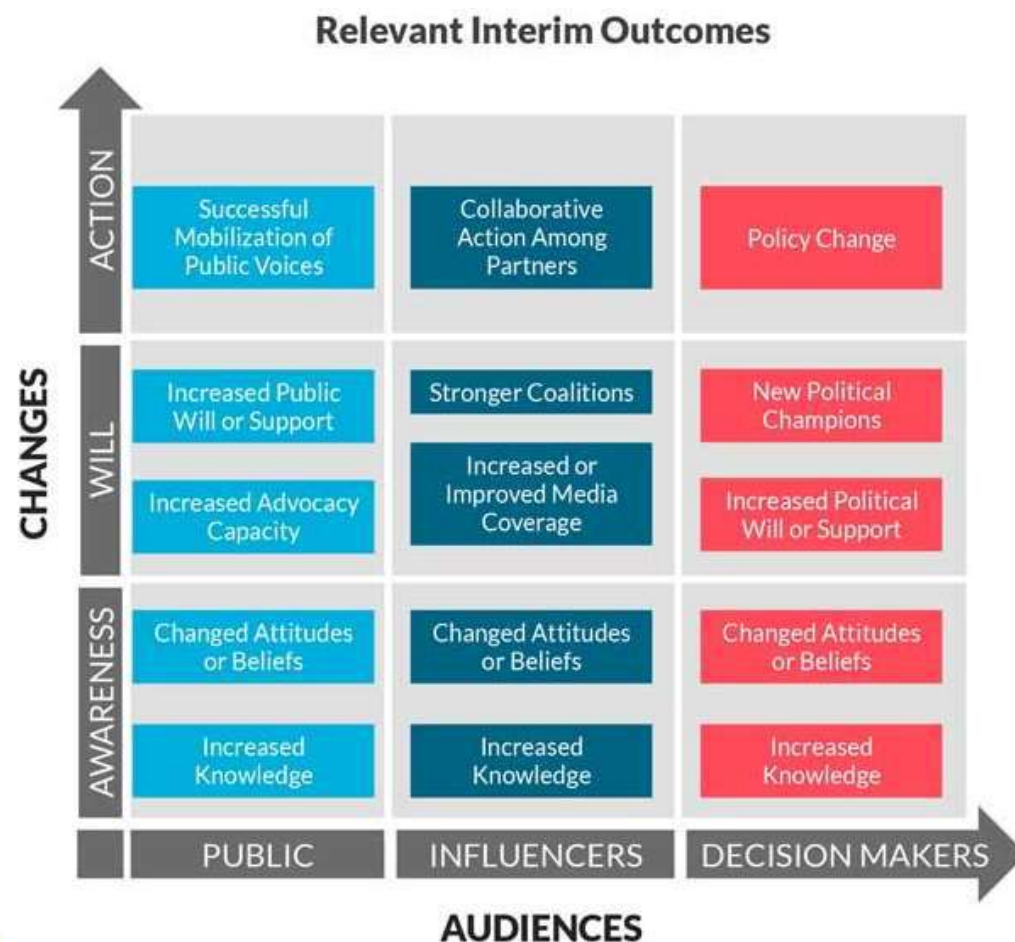 Relevant Interim Outcomes
CHANGES
ACTION
Successful
Mobilization of
Public Voices
Collaborative
Action Among
Partners
Policy Change
WILL
Increased Public
Will or Support
Increased Advocacy
Capacity
Stronger Coalitions
Increased or
Improved Media
Coverage
New Political
Champions
Increased Political
Will or Support
AWARENESS
Changed Attitudes
or Beliefs
Increased
Knowledge
Changed Attitudes
or Beliefs
Increased
Knowledge
Changed Attitudes
or Beliefs
Increased
Knowledge
PUBLIC
INFLUENCERS
DECISION MAKERS
AUDIENCES